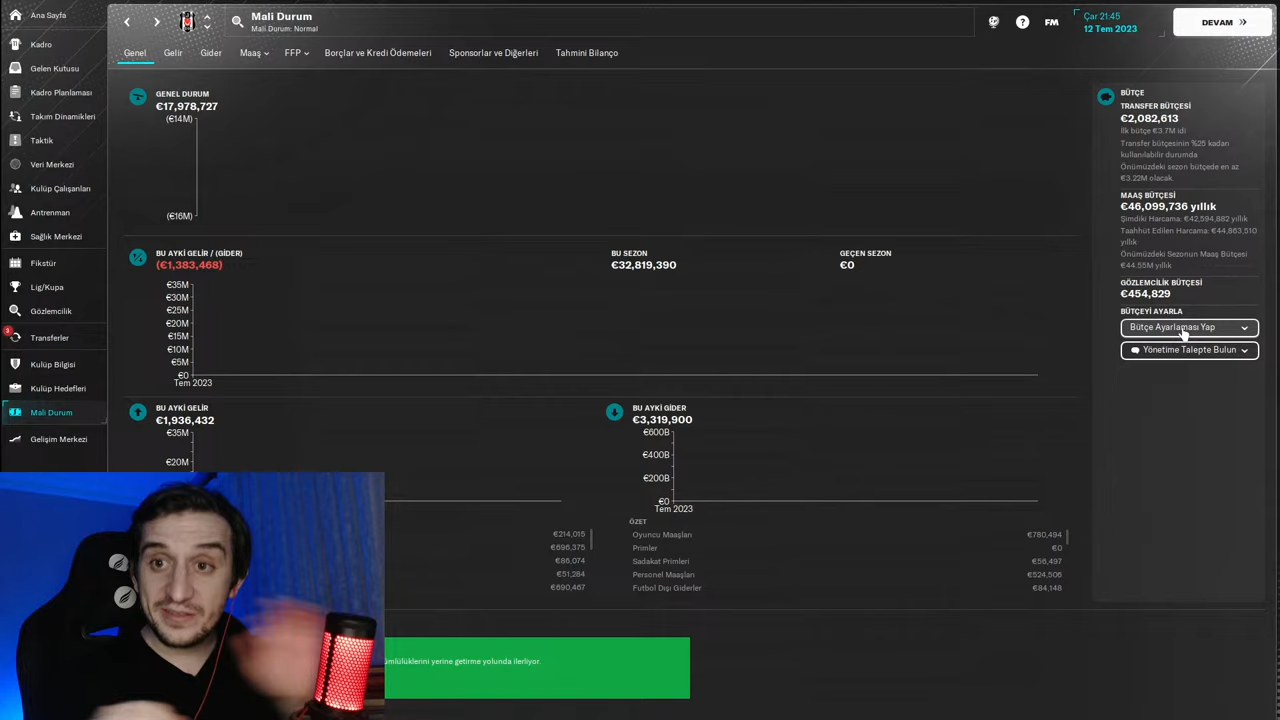 Ana Sayfa
Kadro
Gelen Kutusu
Kadro Planlaması
Takım Dinamikleri
Taktik
Veri Merkezi
Kulüp Çalışanları
Antrenman
Sağlık Merkezi
Fikstür
Lig/Kupa
Gözlemcilik
3
Transferler
Kulüp Bilgisi
Kulüp Hedefleri
Mali Durum
Gelişim Merkezi
Mali Durum
Mali Durum: Normal
?
FM
Çar 21:45
12 Tem 2023
DEVAM
Genel
Gelir
Gider
Maaş
FFP
Borçlar ve Kredi Ödemeleri
Sponsorlar ve Diğerleri
Tahmini Bilanço
GENEL DURUM
€17,978,727
(€14M)
(€16M)
BU AYKİ GELİR / (GİDER)
(€1,383,468)
BU SEZON
€32,819,390
GEÇEN SEZON
€0
€35M
€30M
€25M
€20M
€15M
€10M
€5M
€0
Tem 2023
BU AYKİ GELİR
€1,936,432
€35M
€20M
€214,015
€696,375
€86,074
€51,284
€690,467
BU AYKİ GİDER
€3,319,900
€600B
€400B
€200B
€0
Tem 2023
ÖZET
Oyuncu Maaşları €780,494
Primler €0
Sadakat Primleri €56,497
Personel Maaşları €524,506
Futbol Dışı Giderler €84,148
ümlülüklerini yerine getirme yolunda ilerliyor.
BÜTÇE
TRANSFER BÜTÇESİ
€2,082,613
İlk bütçe €3.7M idi
Transfer bütçesinin %25 kadarı
kullanılabilir durumda
Önümüzdeki sezon bütçede en az
€3.22M olacak.
MAAŞ BÜTÇESİ
€46,099,736 yıllık
Şimdiki Harcama: €42,594,882 yıllık
Taahhüt Edilen Harcama: €44,863,510
yıllık
Önümüzdeki Sezonun Maaş Bütçesi
€44.55M yıllık
GÖZLEMCİLİK BÜTÇESİ
€454,829
BÜTÇEYİ AYARLA
Bütçe Ayarlaması Yap
Yönetime Talepte Bulun